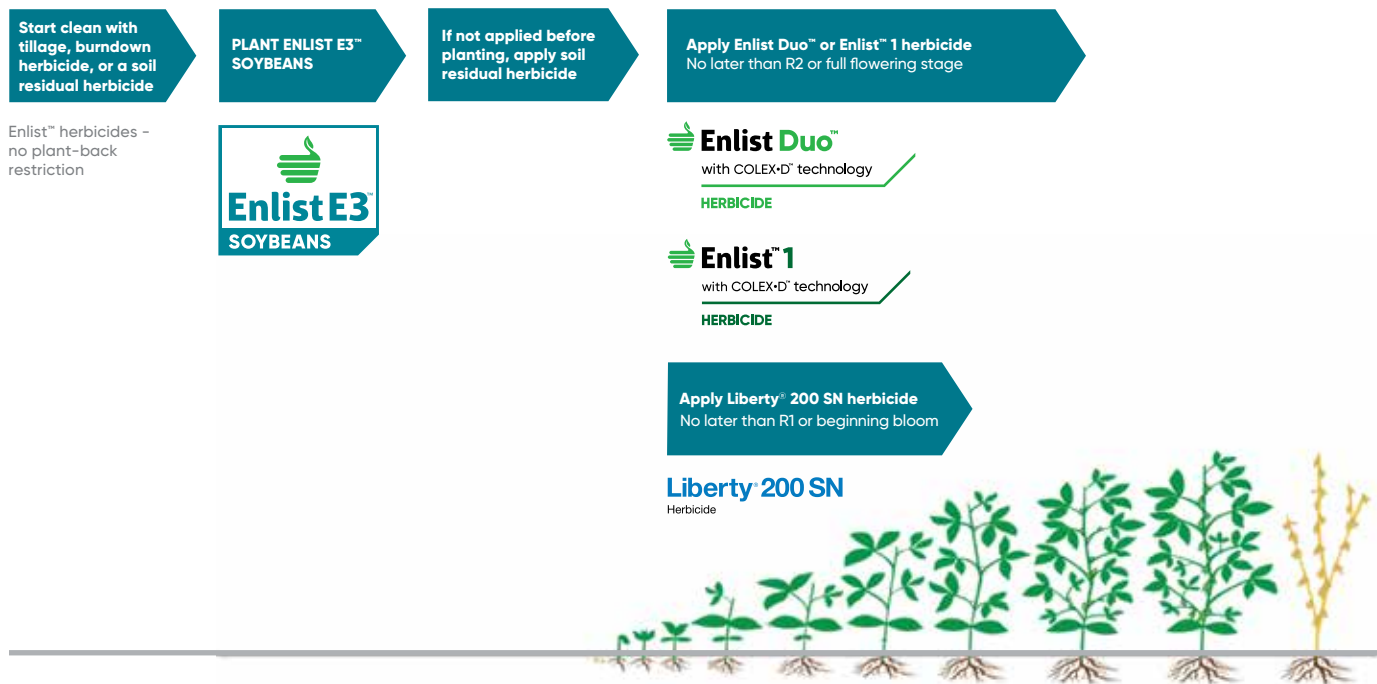 Start clean with
tillage, burndown
herbicide, or a soil
residual herbicide
Enlist™ herbicides -
no plant-back
restriction
PLANT ENLIST E3™
SOYBEANS
Enlist E3™
SOYBEANS
If not applied before
planting, apply soil
residual herbicide
Apply Enlist Duo™ or Enlist™ 1 herbicide
No later than R2 or full flowering stage
Enlist Duo™
with COLEX•D™ technology
HERBICIDE
Enlist™ 1
with COLEX•D™ technology
HERBICIDE
Apply Liberty® 200 SN herbicide
No later than R1 or beginning bloom
Liberty® 200 SN
Herbicide